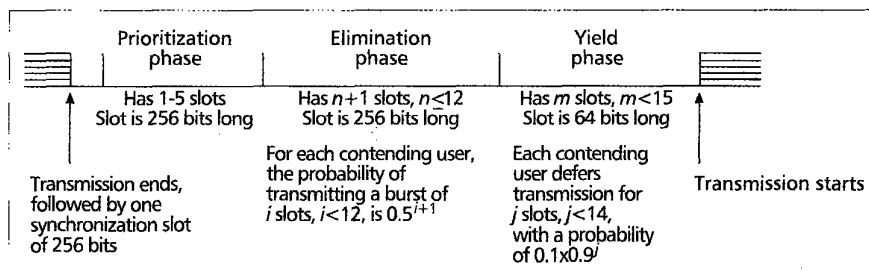 Prioritization
phase
Elimination
phase
Yield
phase
Has 1-5 slots
Slot is 256 bits long
Has n+1 slots, n≤12
Slot is 256 bits long
Has m slots, m<15
Slot is 64 bits long
Transmission ends,
followed by one
synchronization slot
of 256 bits
For each contending user,
the probability of
transmitting a burst of
i slots, i<12, is 0.5^{i+1}
Each contending
user defers
transmission for
j slots, j<14,
with a probability
of 0.1x0.9^{j}
Transmission starts